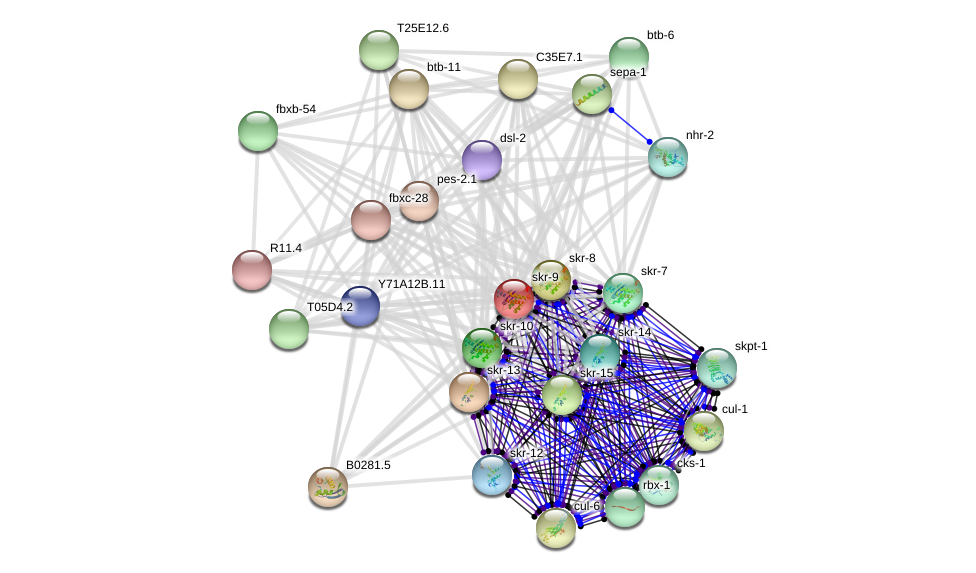 T25E12.6
btb-6
C35E7.1
btb-11
sepa-1
fbxb-54
nhr-2
dsl-2
pes-2.1
fbxc-28
R11.4
skr-8
skr-9
skr-7
Y71A12B.11
T05D4.2
skr-10
skr-14
skpt-1
skr-13
skr-15
cul-1
skr-12
cks-1
B0281.5
rbx-1
cul-6